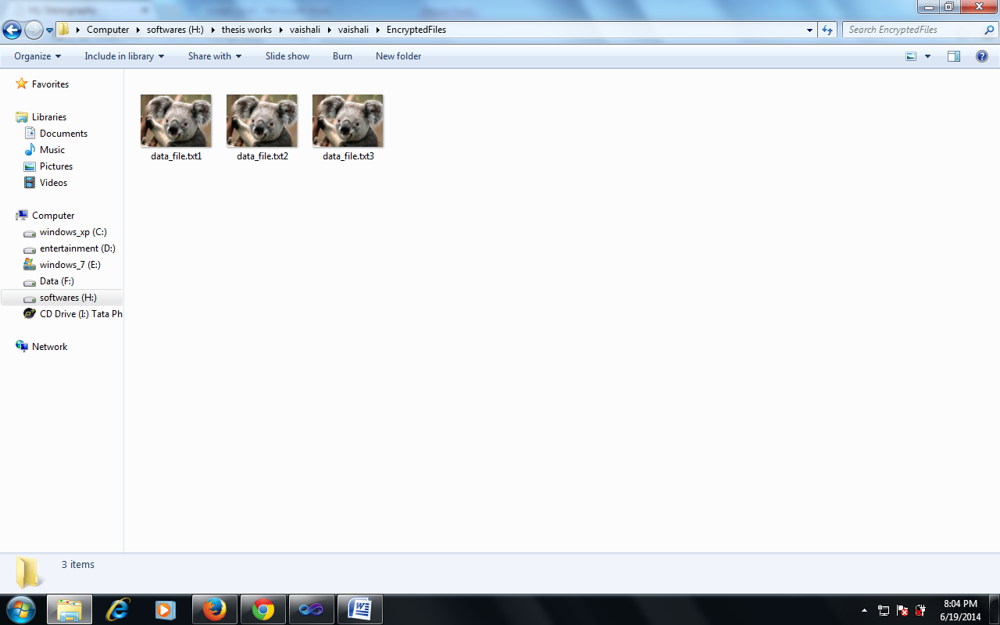 Computer softwares (H:) thesis works vaishali vaishali EncryptedFiles Search EncryptedFiles
Organize Include in library Share with Slide show Burn New folder
Favorites
Libraries
Documents
Music
Pictures
Videos
Computer
windows_xp (C:)
entertainment (D:)
windows_7 (E:)
Data (F:)
softwares (H:)
CD Drive (I:) Tata Ph
Network
data_file.txt1 data_file.txt2 data_file.txt3
3 items
8:04 PM
6/19/2014